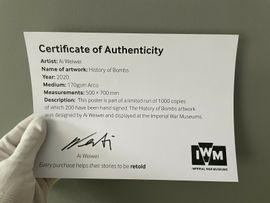 Certificate of Authenticity
Artist: Ai Weiwei
Name of artwork: History of Bombs
Year: 2020
Medium: 170gsm Arco
Measurements: 500 x 700 mm
Description: This poster is part of a limited run of 1000 copies
of which 200 have been hand signed. The History of Bombs artwork
was designed by Ai Weiwei and displayed at the Imperial War Museums.
Ai Weiwei
Every purchase helps their stories to be retold
IWM
IMPERIAL WAR MUSEUMS